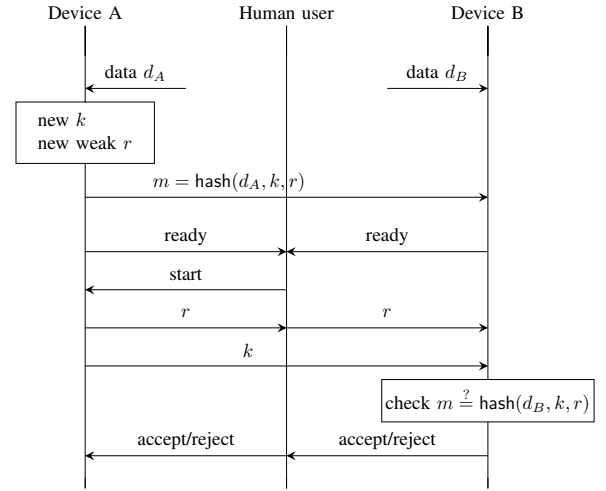 Device A Human user Device B
data d_A data d_B
new k
new weak r
m = hash(d_A, k, r)
ready ready
start
r r
k
check m ≟ hash(d_B, k, r)
accept/reject accept/reject